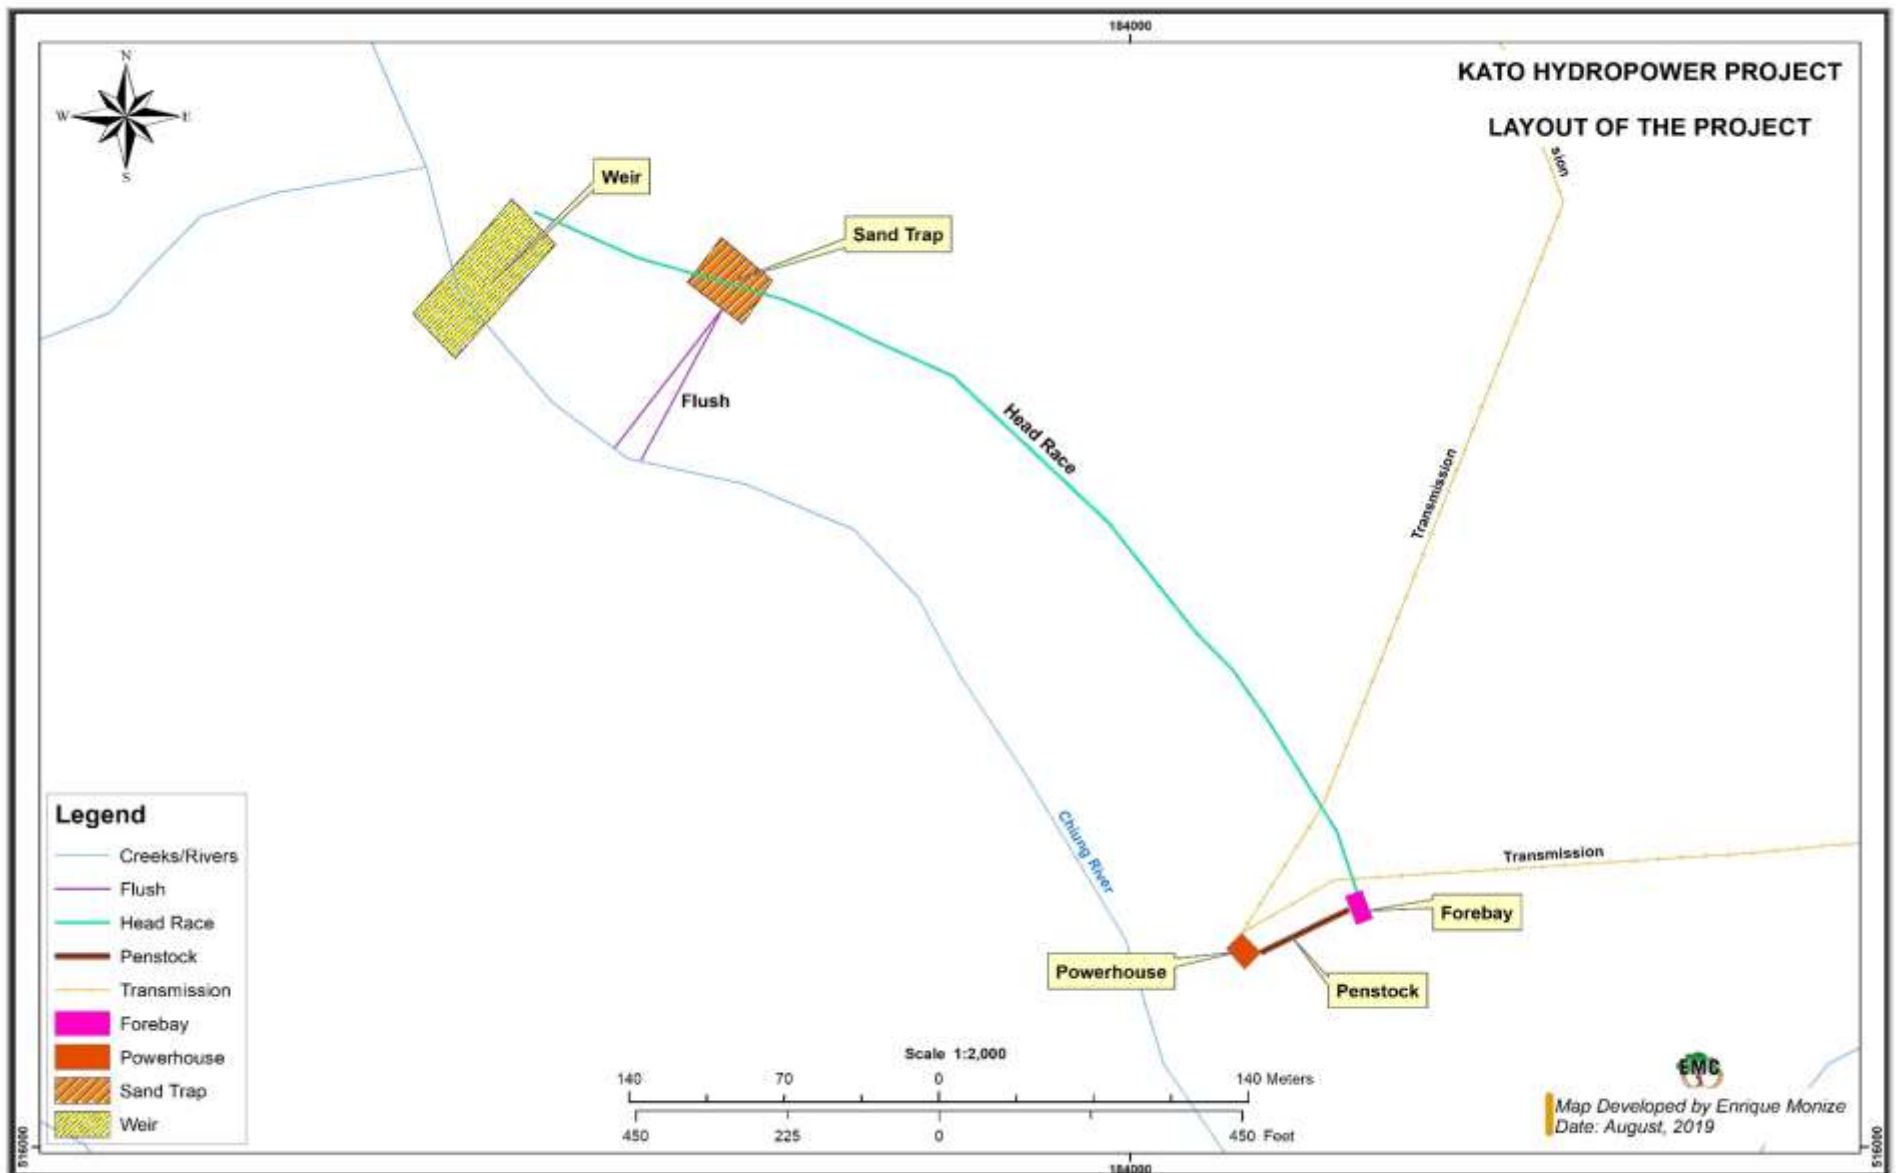 184000
KATO HYDROPOWER PROJECT
LAYOUT OF THE PROJECT
N
W E
S
sion
Weir
Sand Trap
Flush
Head Race
Transmission
Chiung River
Transmission
Forebay
Powerhouse
Penstock
Legend
Creeks/Rivers
Flush
Head Race
Penstock
Transmission
Forebay
Powerhouse
Sand Trap
Weir
Scale 1:2,000
140 70 0 140 Meters
450 225 0 450 Feet
EMC
Map Developed by Enrique Monize
Date: August, 2019
516000
516000
184000